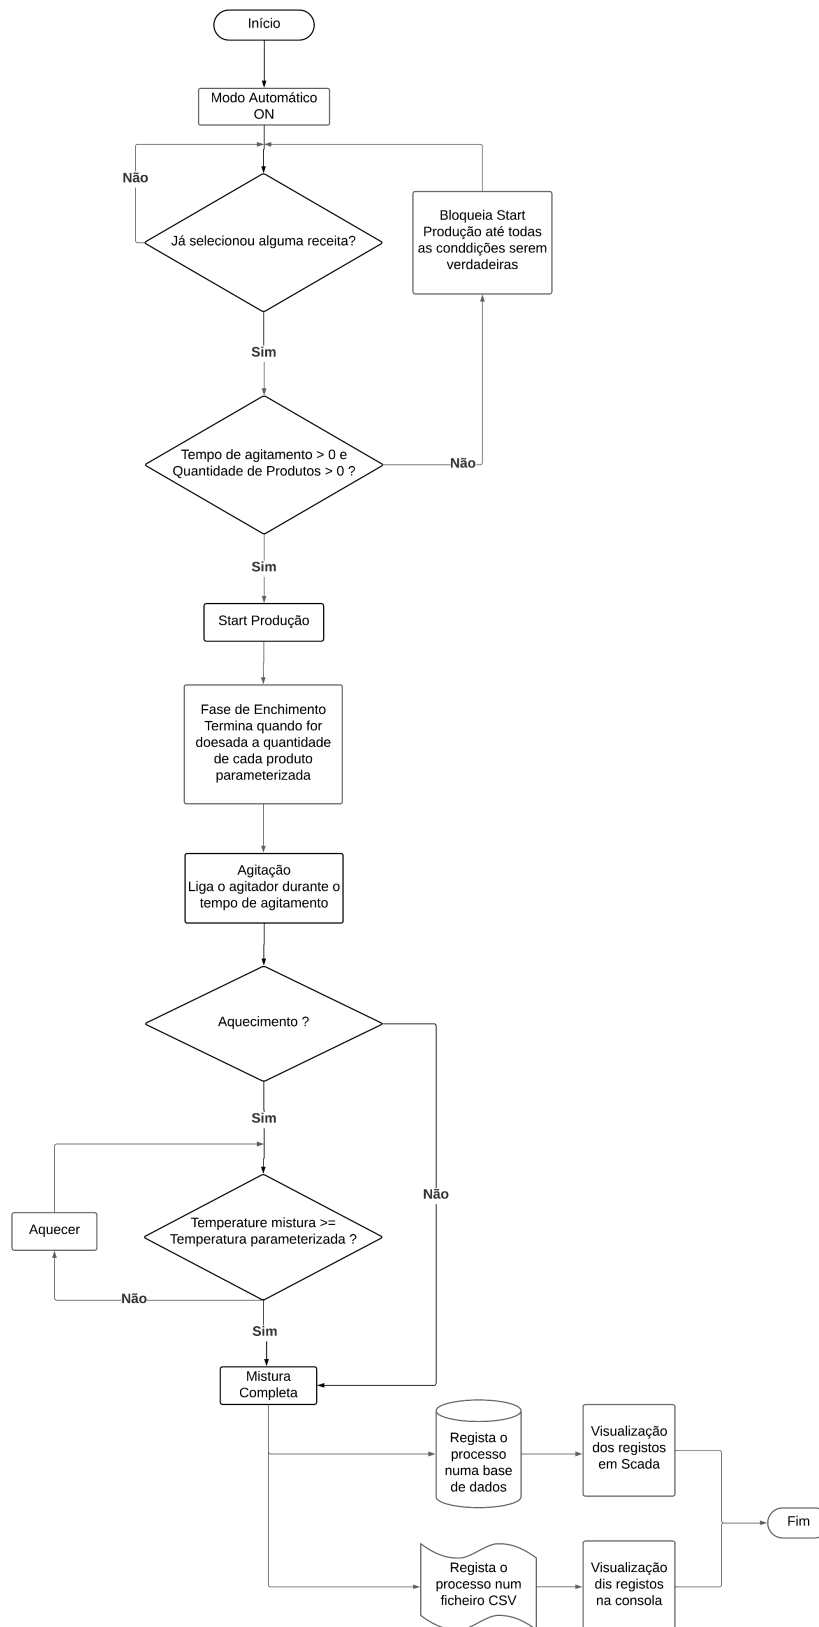 Início
Modo Automático
ON
Não
Já selecionou alguma receita?
Bloqueia Start
Produção até todas
as conddições serem
verdadeiras
Sim
Tempo de agitamento > 0 e
Quantidade de Produtos > 0 ?
Não
Sim
Start Produção
Fase de Enchimento
Termina quando for
doesada a quantidade
de cada produto
parameterizada
Agitação
Liga o agitador durante o
tempo de agitamento
Aquecimento ?
Sim
Não
Aquecer
Temperature mistura >=
Temperatura parameterizada ?
Não
Sim
Mistura
Completa
Regista o
processo
numa base
de dados
Visualização
dos registos
em Scada
Fim
Regista o
processo num
ficheiro CSV
Visualização
dis registos
na consola